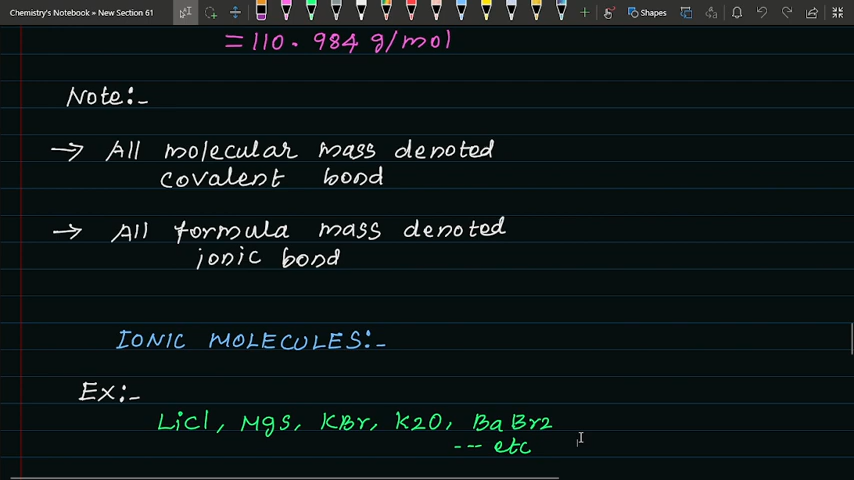 Chemistry's Notebook » New Section 61
Shapes
= 110.984 g/mol
Note:-
→ All molecular mass denoted
covalent bond
→ All formula mass denoted
ionic bond
IONIC MOLECULES:-
Ex:-
LiCl, MgS, KBr, K2O, BaBr2
--- etc